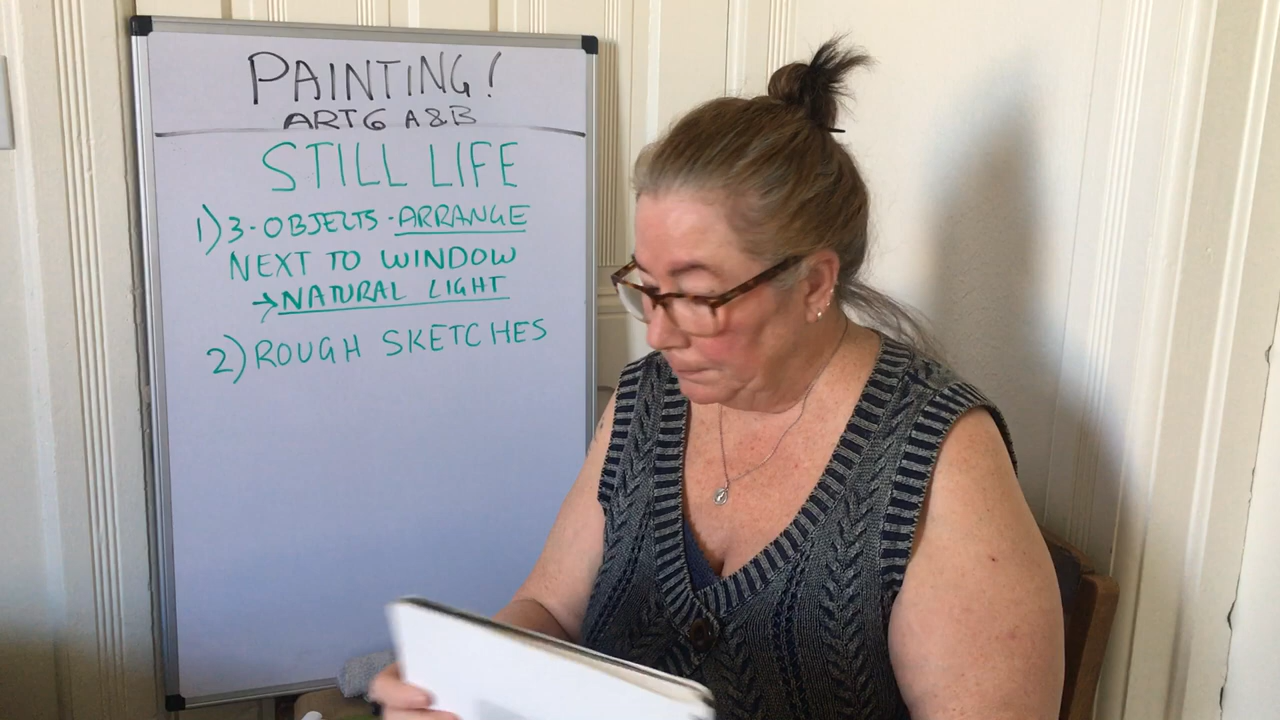 PAINTING!
ART6 A&B
STILL LIFE
1) 3-OBJECTS-ARRANGE
NEXT TO WINDOW
→NATURAL LIGHT
2) ROUGH SKETCHES